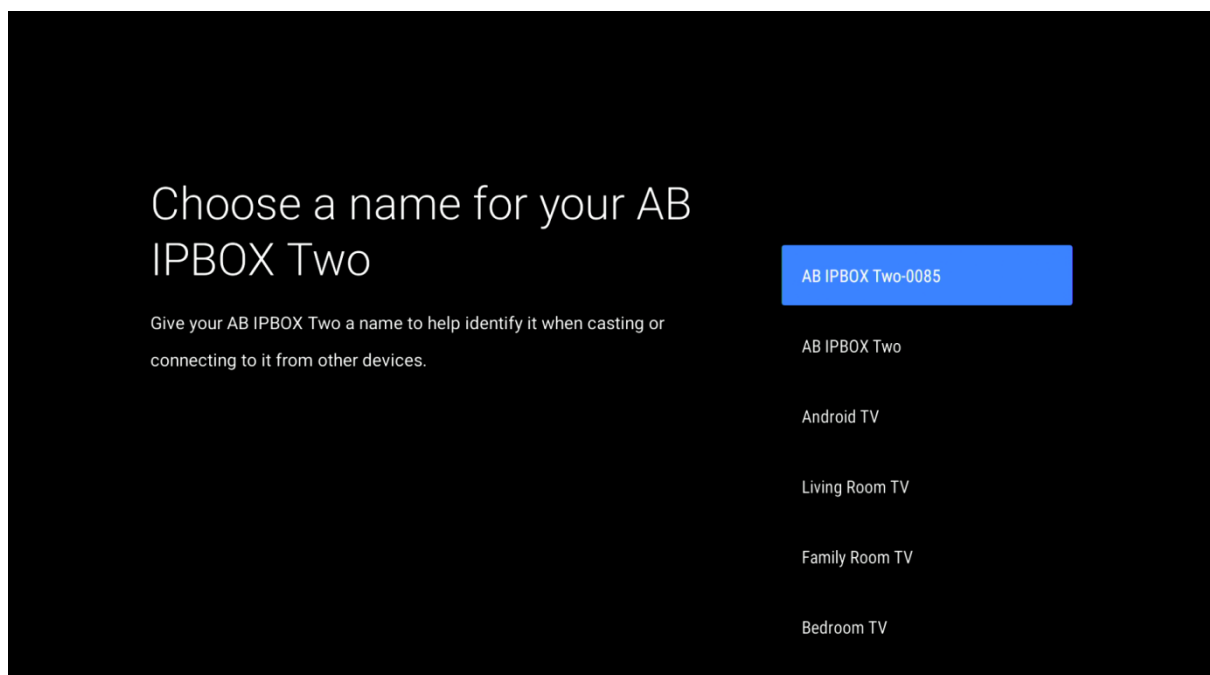 Choose a name for your AB
IPBOX Two
Give your AB IPBOX Two a name to help identify it when casting or
connecting to it from other devices.
AB IPBOX Two-0085
AB IPBOX Two
Android TV
Living Room TV
Family Room TV
Bedroom TV